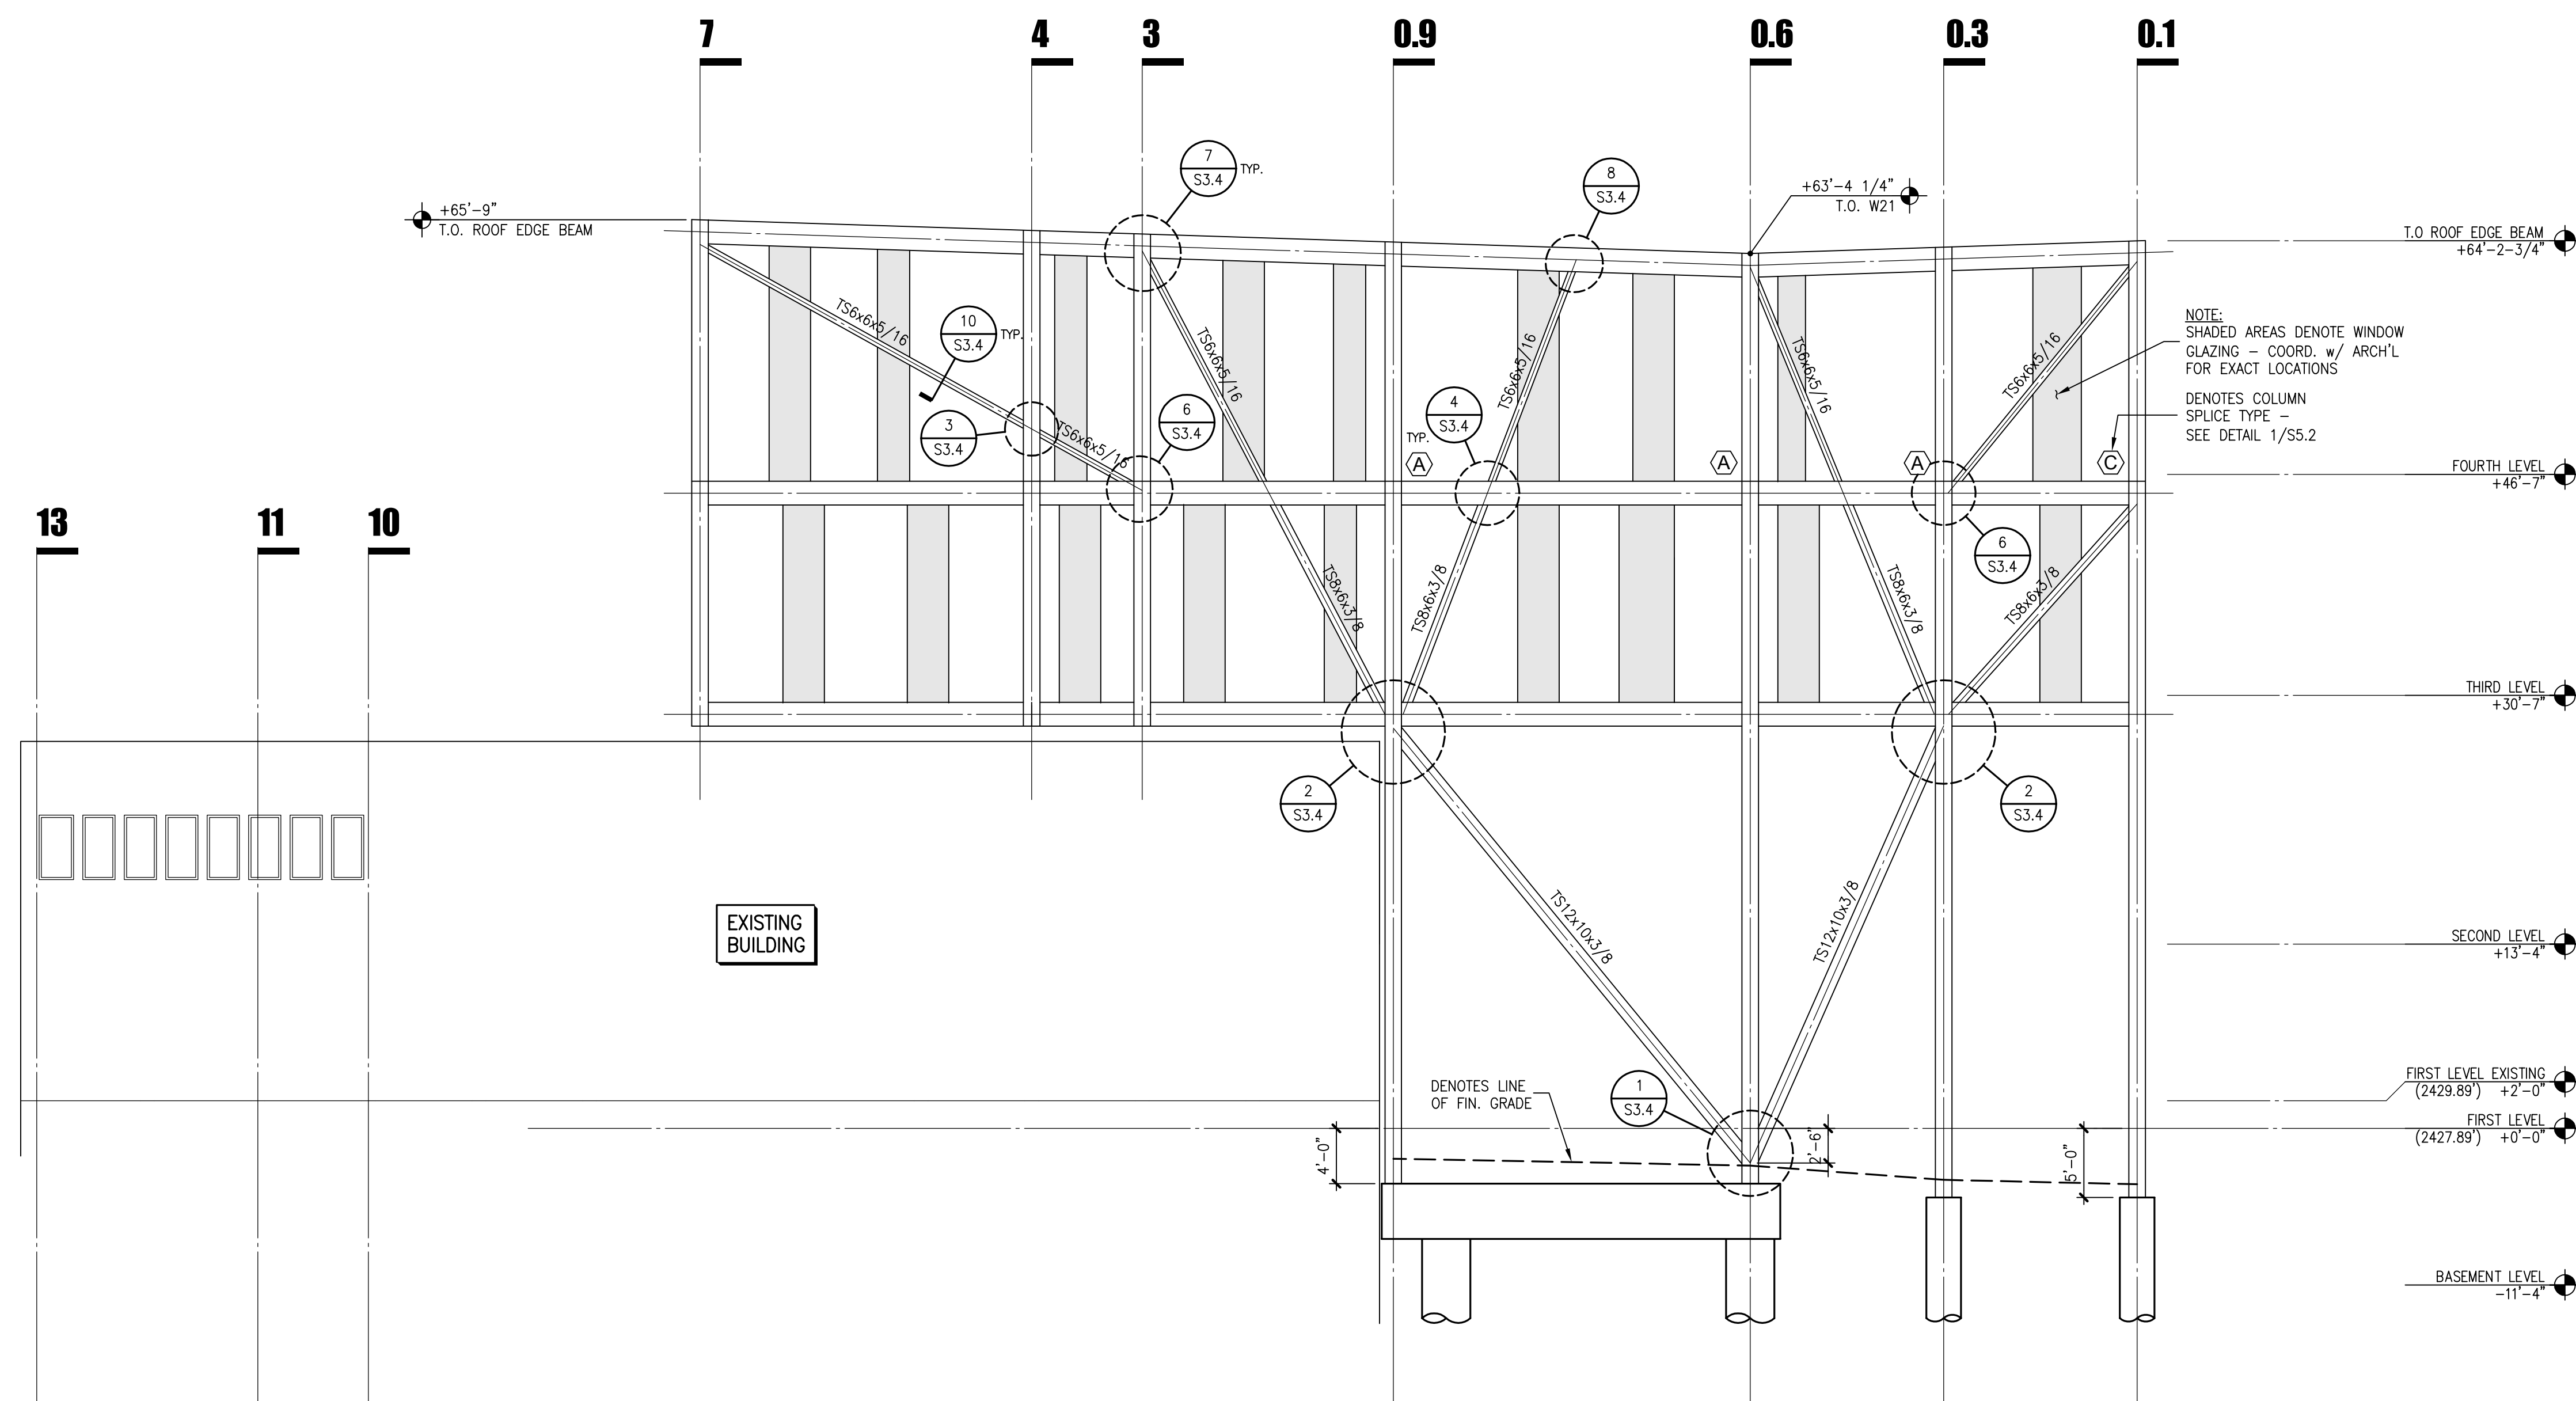 7
4
3
0.9
0.6
0.3
0.1
7
S3.4
TYP.
8
S3.4
+63'-4 1/4"
T.O. W21
+65'-9"
T.O. ROOF EDGE BEAM
T.O ROOF EDGE BEAM
+64'-2-3/4"
TS6x6x5/16
10
S3.4
TYP.
TS6x6x5/16
TS6x6x5/16
TS6x6x5/16
TS6x6x5/16
NOTE:
SHADED AREAS DENOTE WINDOW
GLAZING - COORD. w/ ARCH'L
FOR EXACT LOCATIONS
DENOTES COLUMN
SPLICE TYPE -
SEE DETAIL 1/S5.2
3
S3.4
TS6x6x5/16
6
S3.4
4
S3.4
TYP.
A
A
A
C
FOURTH LEVEL
+46'-7"
13
11
10
6
S3.4
TS8x6x3/8
TS8x6x3/8
TS8x6x3/8
TS8x6x3/8
THIRD LEVEL
+30'-7"
2
S3.4
2
S3.4
EXISTING
BUILDING
TS12x10x3/8
TS12x10x3/8
SECOND LEVEL
+13'-4"
DENOTES LINE
OF FIN. GRADE
1
S3.4
FIRST LEVEL EXISTING
(2429.89') +2'-0"
FIRST LEVEL
(2427.89') +0'-0"
4'-0"
2'-6"
5'-0"
BASEMENT LEVEL
-11'-4"